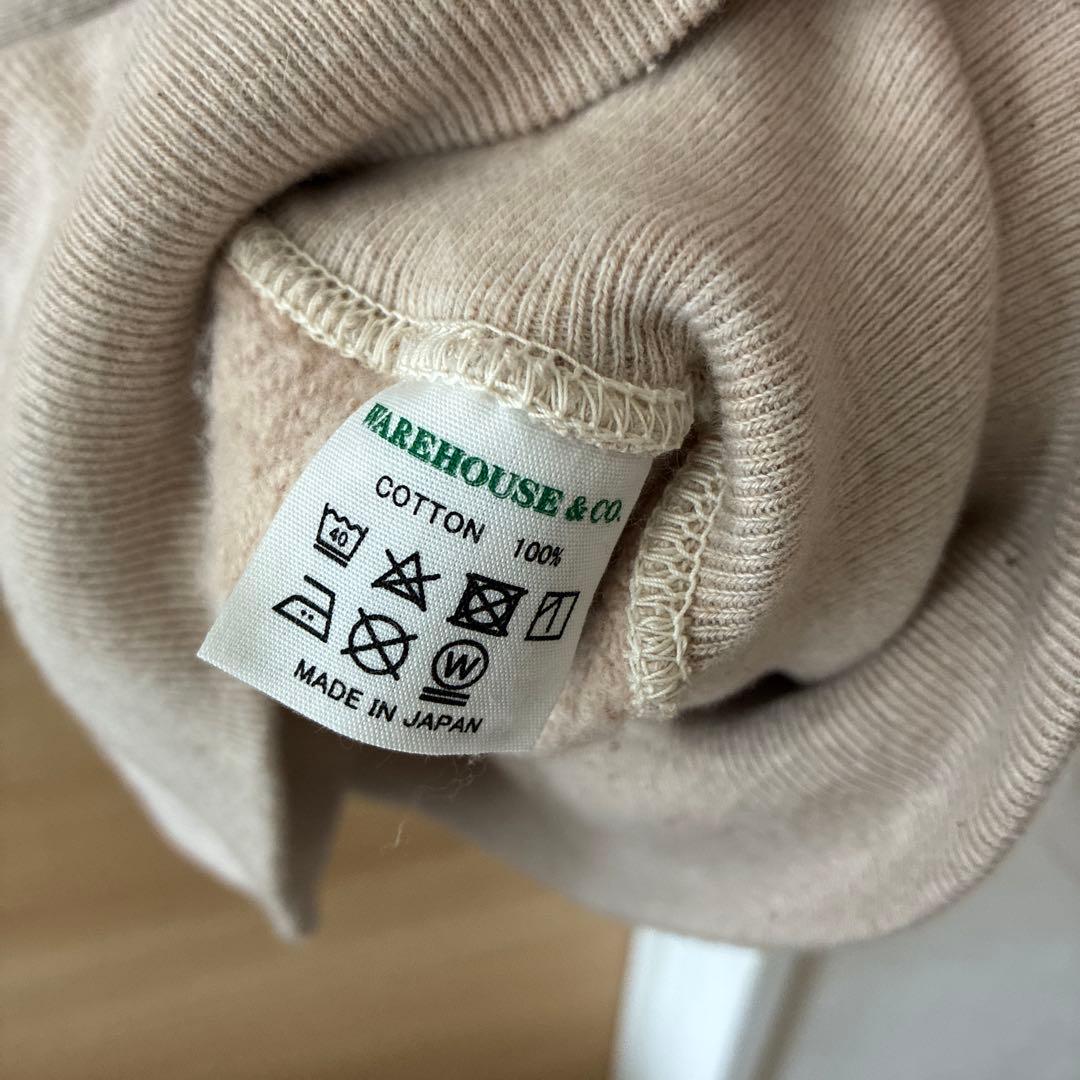 WAREHOUSE & CO.
COTTON 100%
40
W
MADE IN JAPAN